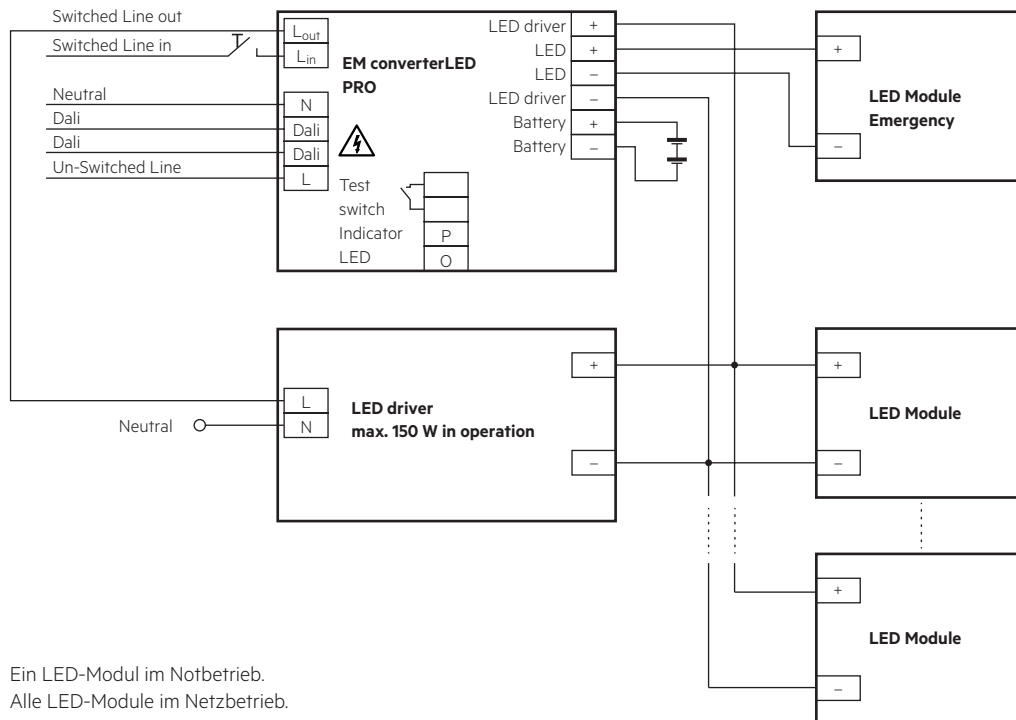 Switched Line out
Switched Line in
Neutral
Dali
Dali
Un-Switched Line
Lout
Lin
N
Dali
Dali
L
EM converterLED
PRO
Test
switch
Indicator
LED
P
O
LED driver +
LED +
LED –
LED driver –
Battery +
Battery –
+
–
LED Module
Emergency
Neutral
L
N
LED driver
max. 150 W in operation
+
–
+
–
LED Module
+
–
LED Module
Ein LED-Modul im Notbetrieb.
Alle LED-Module im Netzbetrieb.